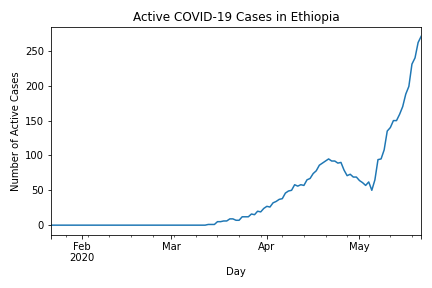 Active COVID-19 Cases in Ethiopia
Number of Active Cases
250
200
150
100
50
0
Feb
2020
Mar
Apr
May
Day